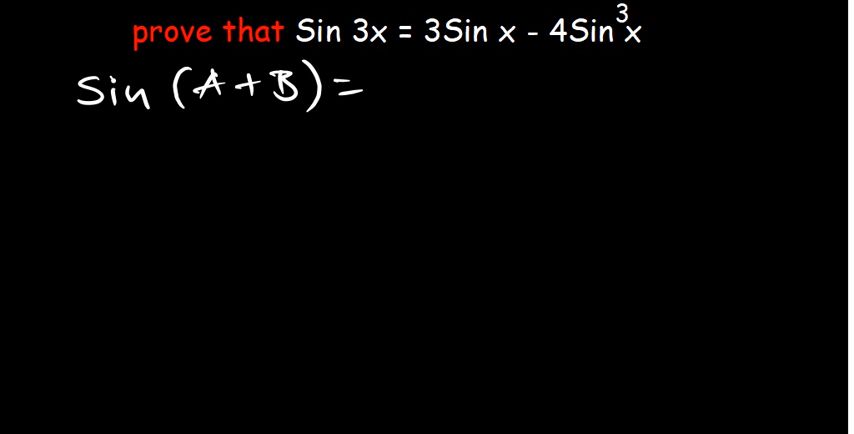 prove that Sin 3x = 3Sin x - 4Sin³x
Sin (A + B) =